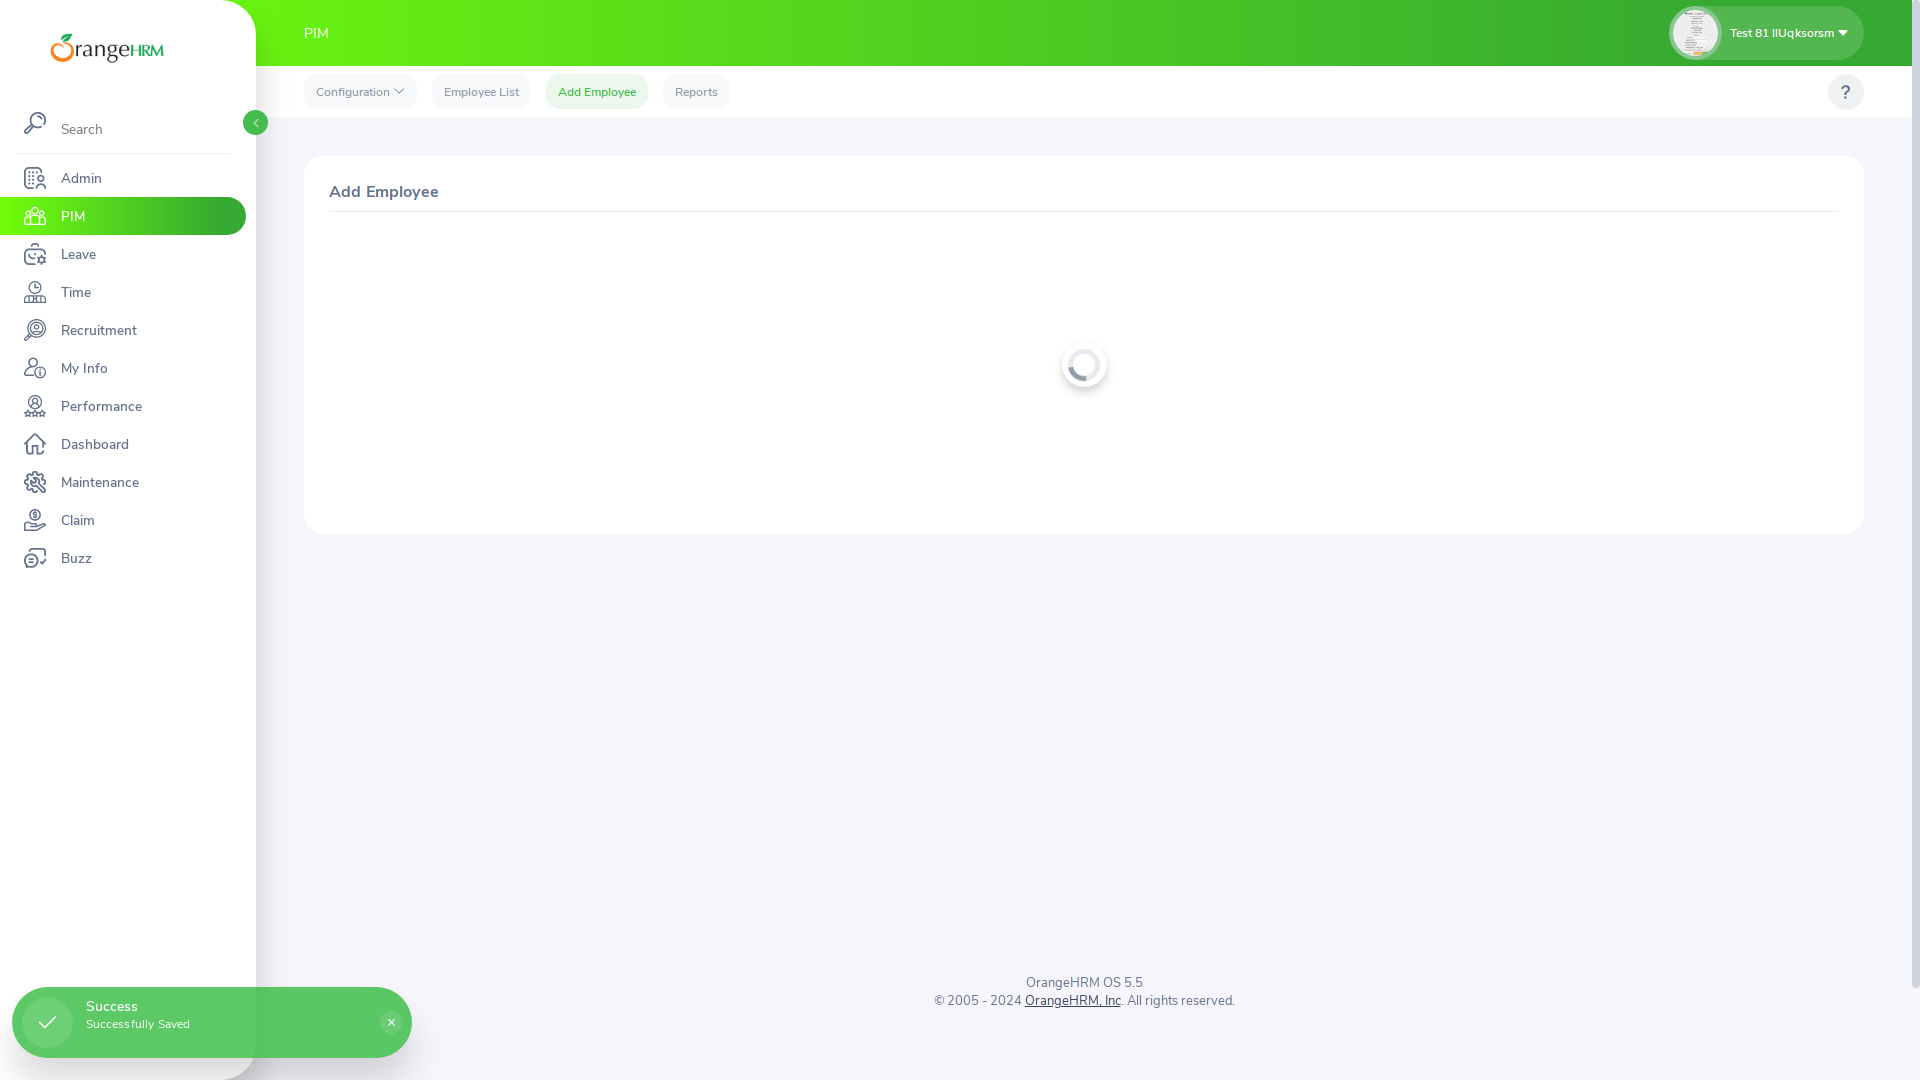 OrangeHRM
PIM
Test 81 llUqksorsm
Configuration
Employee List
Add Employee
Reports
?
Search
Admin
PIM
Leave
Time
Recruitment
My Info
Performance
Dashboard
Maintenance
Claim
Buzz
Add Employee
Success
Successfully Saved
OrangeHRM OS 5.5
© 2005 - 2024 OrangeHRM, Inc. All rights reserved.